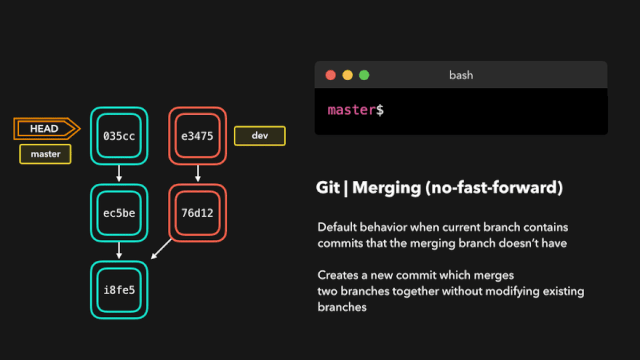 bash
master$
HEAD
master
035cc
e3475
dev
ec5be
76d12
i8fe5
Git | Merging (no-fast-forward)
Default behavior when current branch contains
commits that the merging branch doesn’t have
Creates a new commit which merges
two branches together without modifying existing
branches